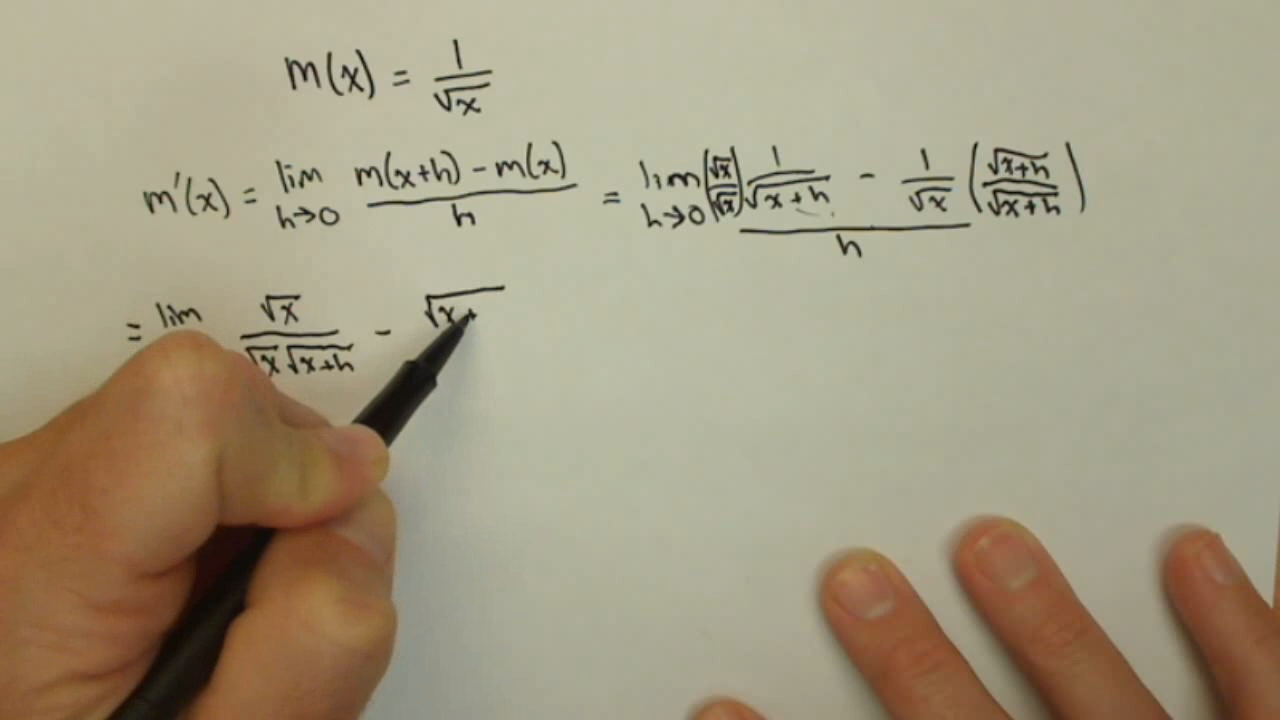 m(x) = 1/√x
m'(x) = lim h→0 (m(x+h) - m(x))/h = lim h→0 ((√x/√x) 1/√(x+h) - 1/√x (√(x+h)/√(x+h)))/h
= lim √x/(√x √(x+h)) - √(x+